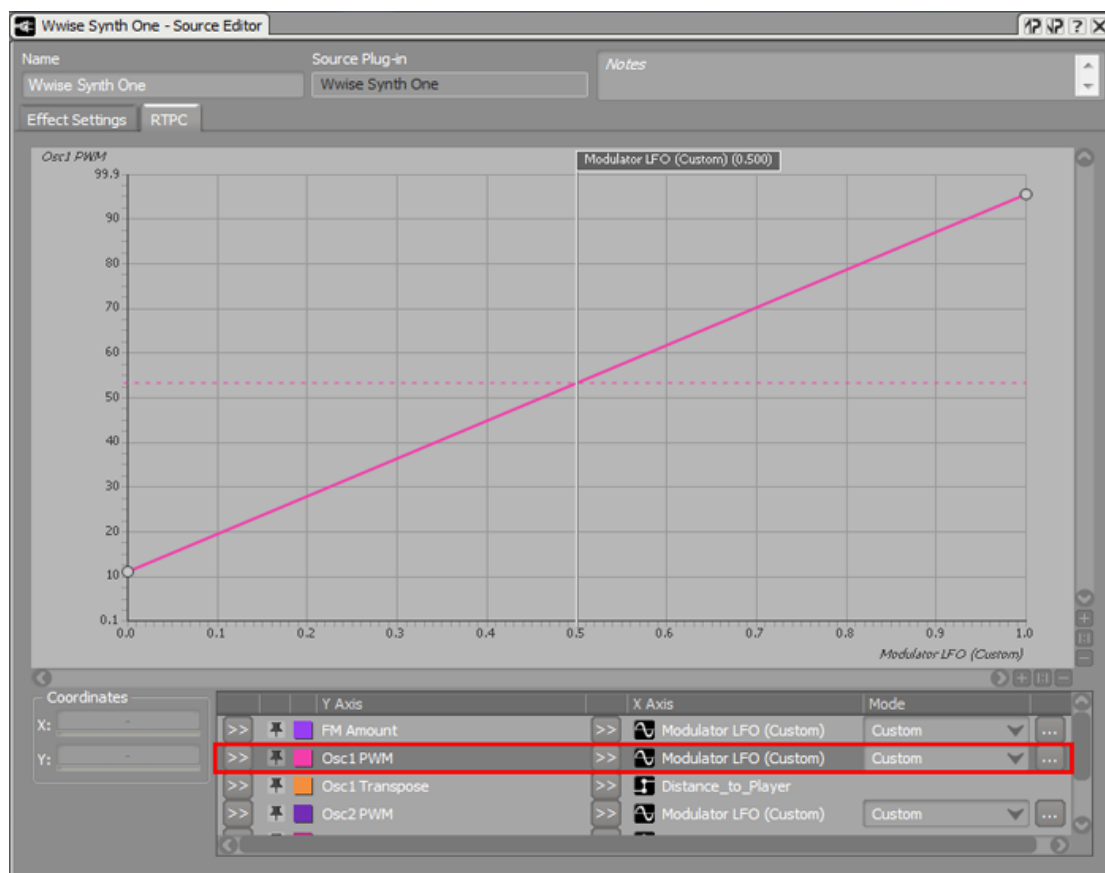 Wwise Synth One - Source Editor
Name
Source Plug-in
Notes
Wwise Synth One
Wwise Synth One
Effect Settings
RTPC
Osc1 PWM
Modulator LFO (Custom) (0.500)
99.9
90
80
70
60
50
40
30
20
10
0.1
0.0 0.1 0.2 0.3 0.4 0.5 0.6 0.7 0.8 0.9 1.0
Modulator LFO (Custom)
Coordinates
X: -
Y: -
Y Axis X Axis Mode
>> FM Amount >> Modulator LFO (Custom) Custom ...
>> Osc1 PWM >> Modulator LFO (Custom) Custom ...
>> Osc1 Transpose >> Distance_to_Player
>> Osc2 PWM >> Modulator LFO (Custom) Custom ...